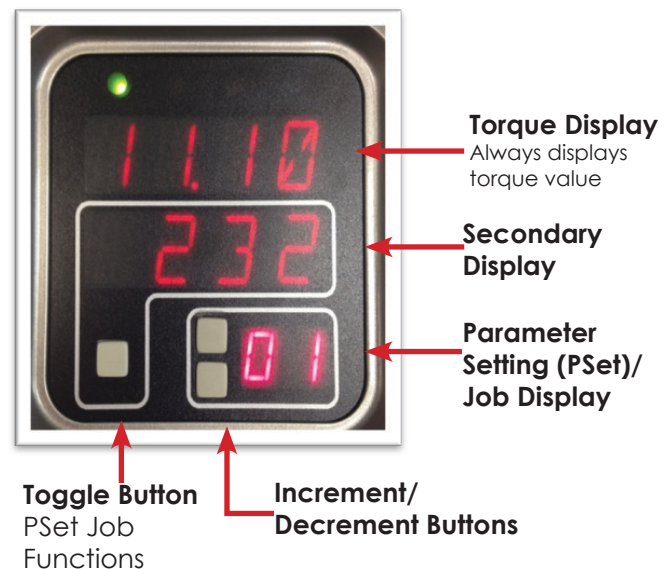 11.10
232
01
Torque Display
Always displays
torque value
Secondary
Display
Parameter
Setting (PSet)/
Job Display
Toggle Button
PSet Job
Functions
Increment/
Decrement Buttons